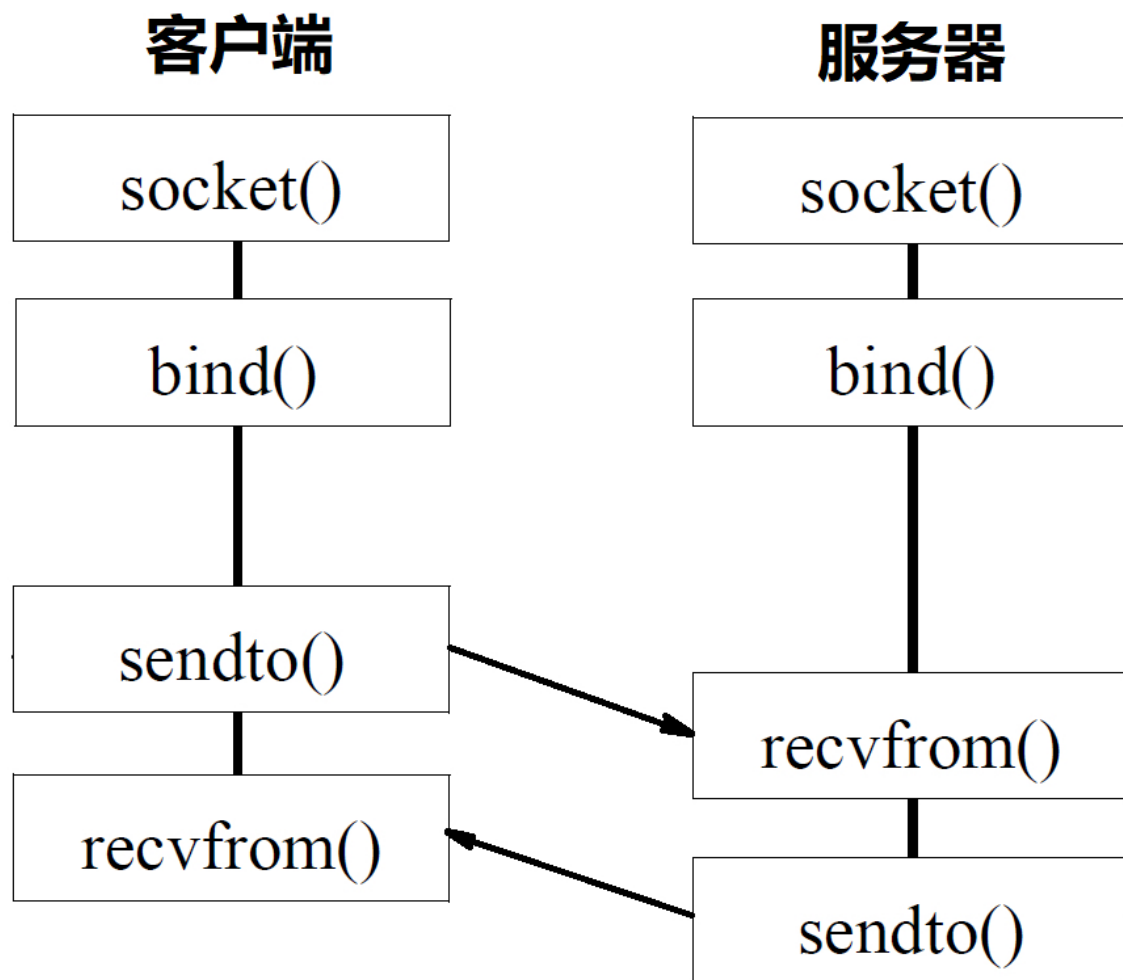 客户端
服务器
socket()
socket()
bind()
bind()
sendto()
recvfrom()
recvfrom()
sendto()